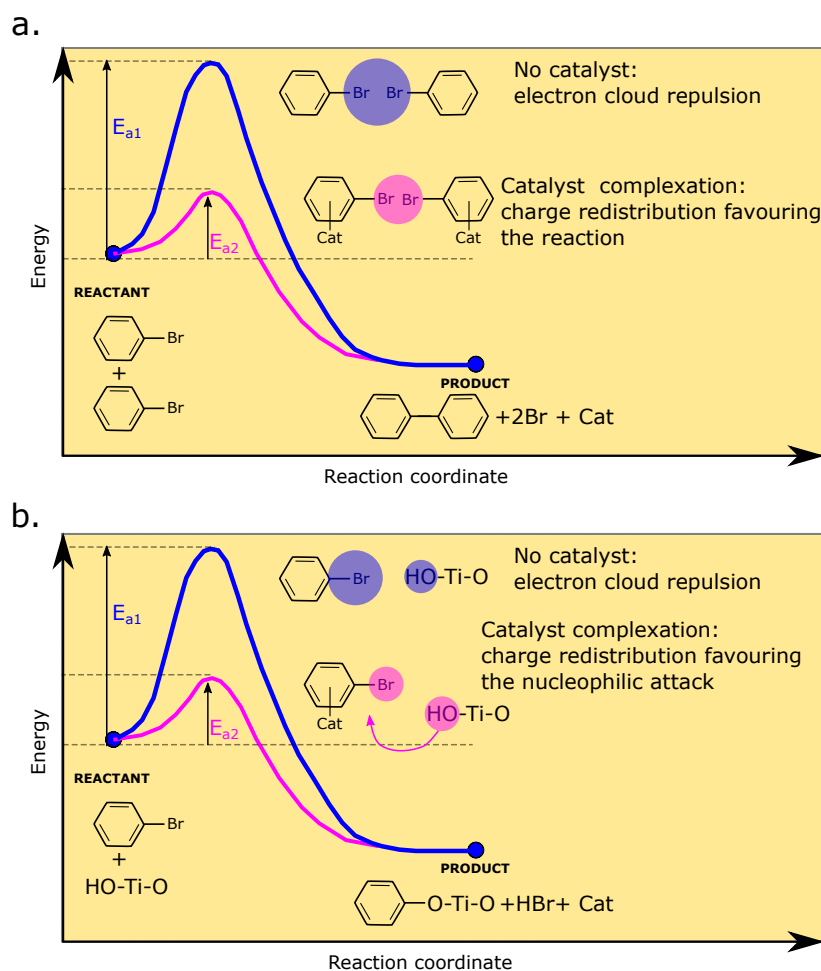 a.
No catalyst:
electron cloud repulsion
Br Br
Ea1
Catalyst complexation:
charge redistribution favouring
the reaction
Br Br
Cat Cat
Ea2
Energy
REACTANT
Br
+
Br
PRODUCT
+2Br + Cat
Reaction coordinate
b.
No catalyst:
electron cloud repulsion
Br HO-Ti-O
Ea1
Catalyst complexation:
charge redistribution favouring
the nucleophilic attack
Br
Cat
HO-Ti-O
Ea2
Energy
REACTANT
Br
+
HO-Ti-O
PRODUCT
O-Ti-O +HBr+ Cat
Reaction coordinate